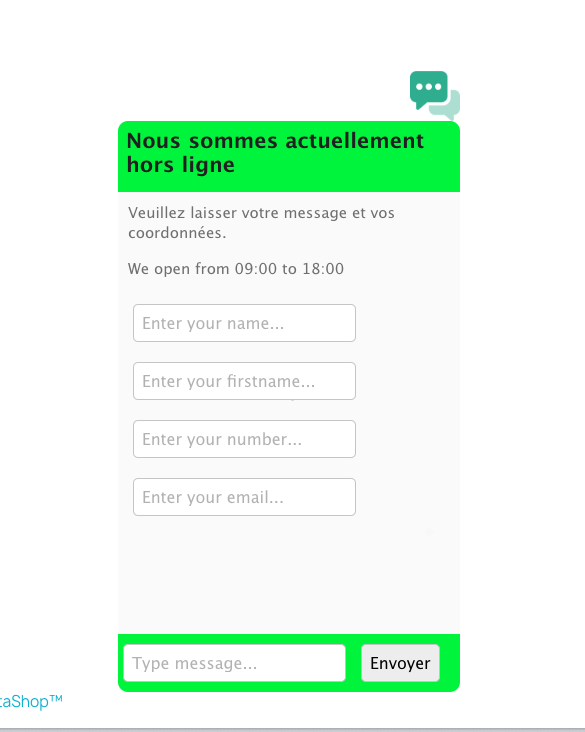 Nous sommes actuellement
hors ligne
Veuillez laisser votre message et vos
coordonnées.
We open from 09:00 to 18:00
Enter your name...
Enter your firstname...
Enter your number...
Enter your email...
Type message...
Envoyer
taShop™